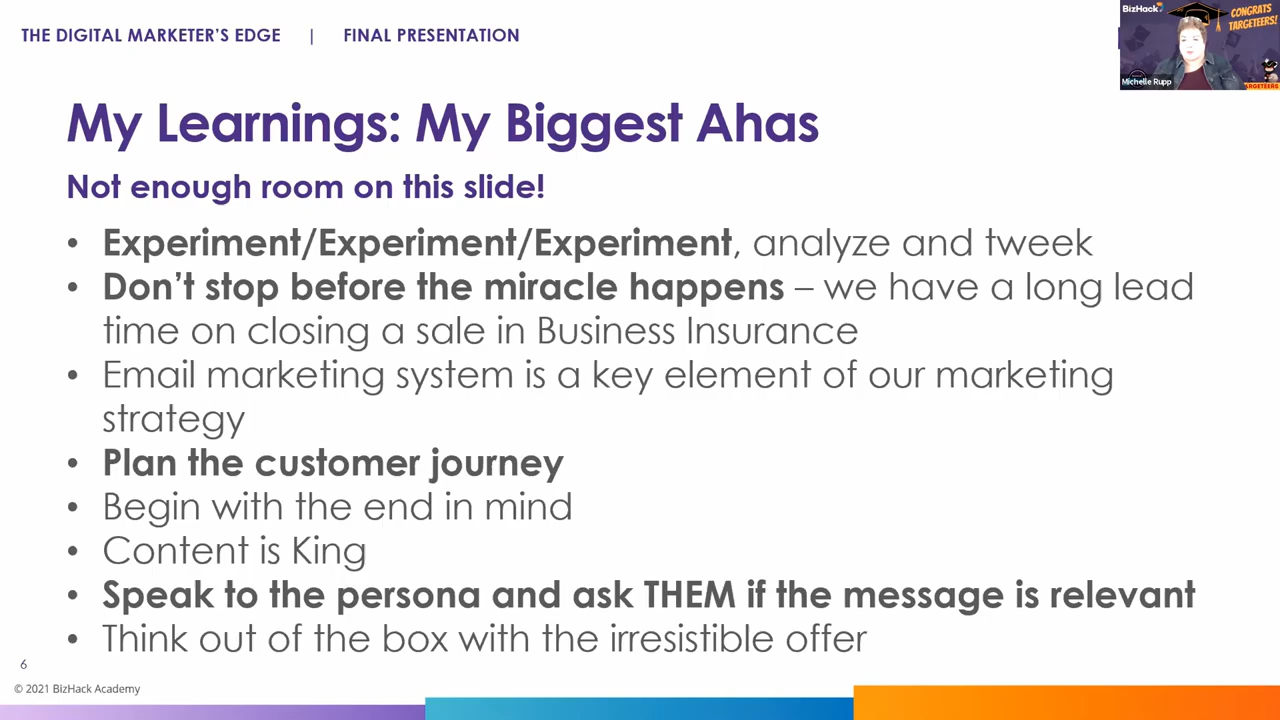 THE DIGITAL MARKETER'S EDGE | FINAL PRESENTATION
BizHack
CONGRATS
TARGETEERS!
Michelle Rupp
TARGETEERS
My Learnings: My Biggest Ahas
Not enough room on this slide!
• Experiment/Experiment/Experiment, analyze and tweek
• Don't stop before the miracle happens – we have a long lead
time on closing a sale in Business Insurance
• Email marketing system is a key element of our marketing
strategy
• Plan the customer journey
• Begin with the end in mind
• Content is King
• Speak to the persona and ask THEM if the message is relevant
• Think out of the box with the irresistible offer
6
© 2021 BizHack Academy